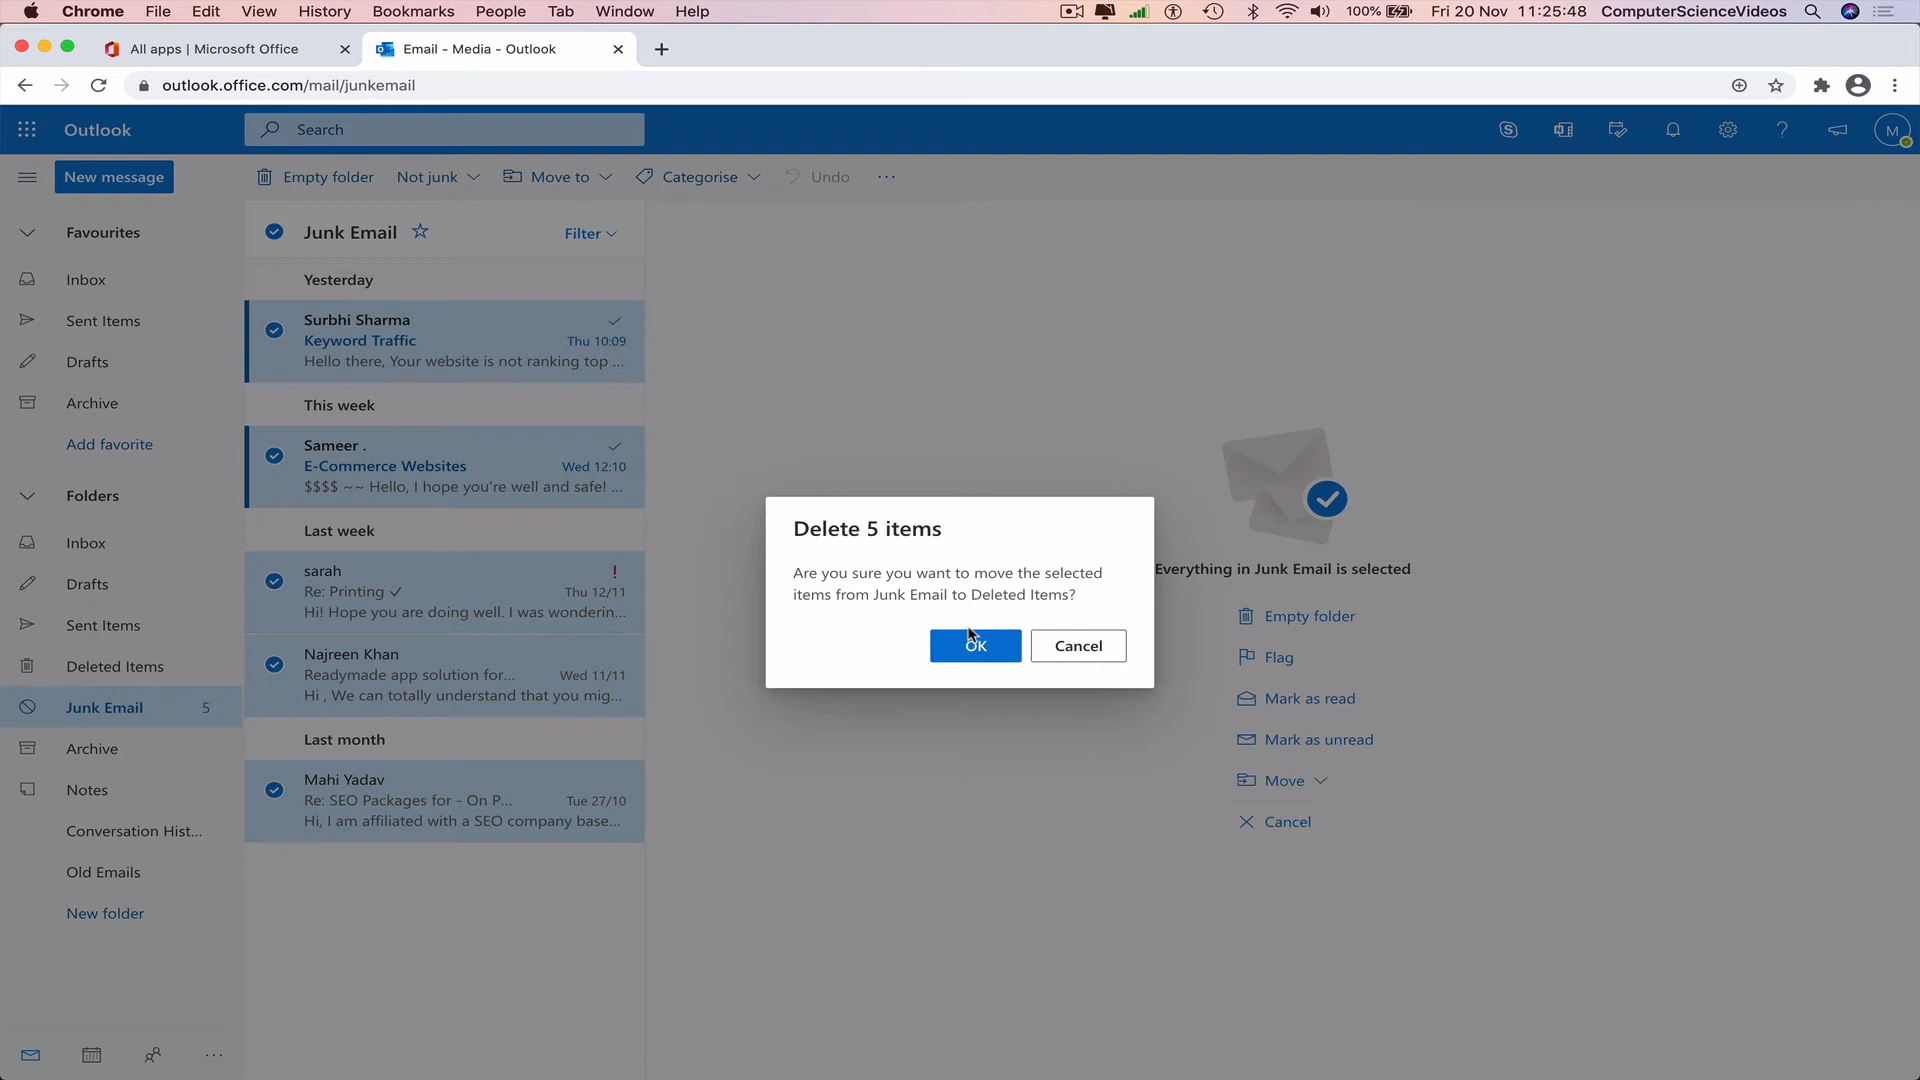 Chrome File Edit View History Bookmarks People Tab Window Help 100% Fri 20 Nov 11:25:48 ComputerScienceVideos
All apps | Microsoft Office
Email - Media - Outlook
outlook.office.com/mail/junkemail
Outlook
Search
M
New message
Empty folder Not junk Move to Categorise Undo
Favourites
Inbox
Sent Items
Drafts
Archive
Add favorite
Folders
Inbox
Drafts
Sent Items
Deleted Items
Junk Email 5
Archive
Notes
Conversation Hist...
Old Emails
New folder
Junk Email
Filter
Yesterday
Surbhi Sharma
Keyword Traffic Thu 10:09
Hello there, Your website is not ranking top ...
This week
Sameer .
E-Commerce Websites Wed 12:10
$$$$ ~~ Hello, I hope you're well and safe! ...
Last week
sarah !
Re: Printing ✓ Thu 12/11
Hi! Hope you are doing well. I was wonderin...
Najreen Khan
Readymade app solution for... Wed 11/11
Hi , We can totally understand that you mig...
Last month
Mahi Yadav
Re: SEO Packages for - On P... Tue 27/10
Hi, I am affiliated with a SEO company base...
Delete 5 items
Are you sure you want to move the selected
items from Junk Email to Deleted Items?
OK
Cancel
Everything in Junk Email is selected
Empty folder
Flag
Mark as read
Mark as unread
Move
Cancel